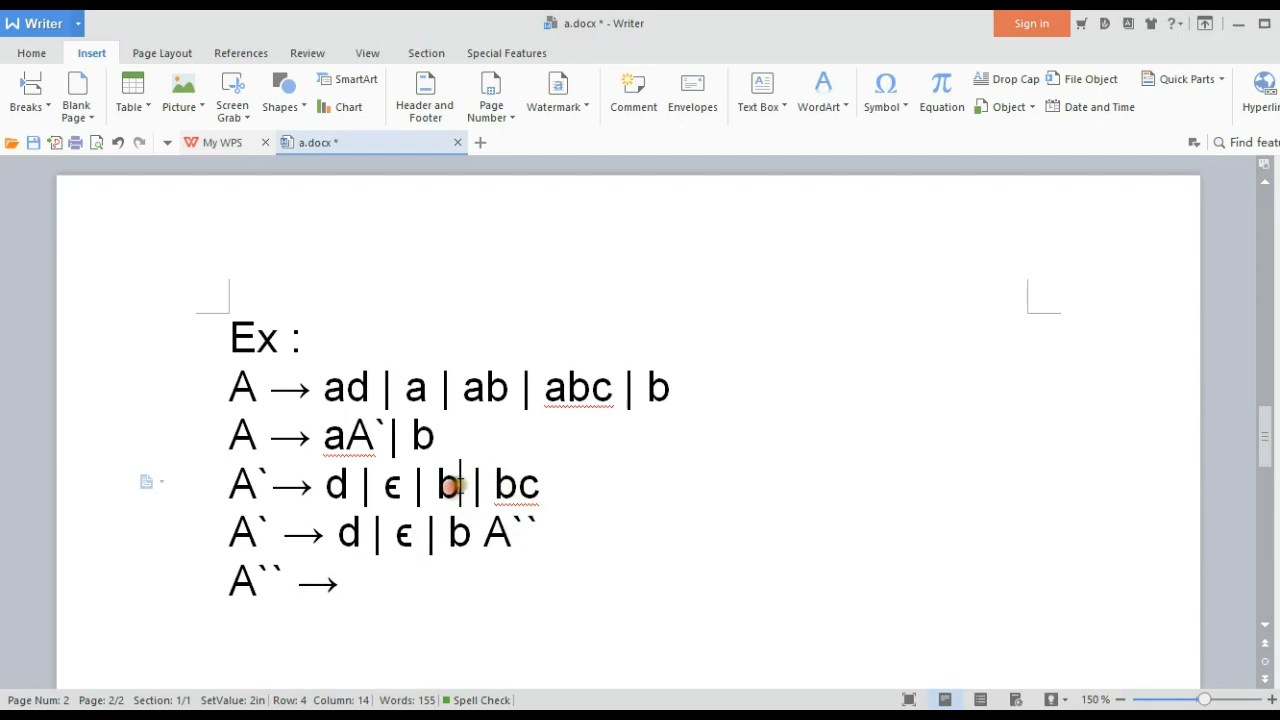 Writer a.docx * - Writer Sign in
Home Insert Page Layout References Review View Section Special Features
Breaks Blank Page Table Picture Screen Grab Shapes SmartArt Chart Header and Footer Page Number Watermark Comment Envelopes Text Box WordArt Symbol Equation Drop Cap Object File Object Date and Time Quick Parts Hyperlin
My WPS a.docx * Find featu
Ex :
A → ad | a | ab | abc | b
A → aA`| b
A`→ d | ϵ | b | bc
A` → d | ϵ | b A``
A`` →
Page Num: 2 Page: 2/2 Section: 1/1 SetValue: 2in Row: 4 Column: 14 Words: 155 Spell Check 150 %